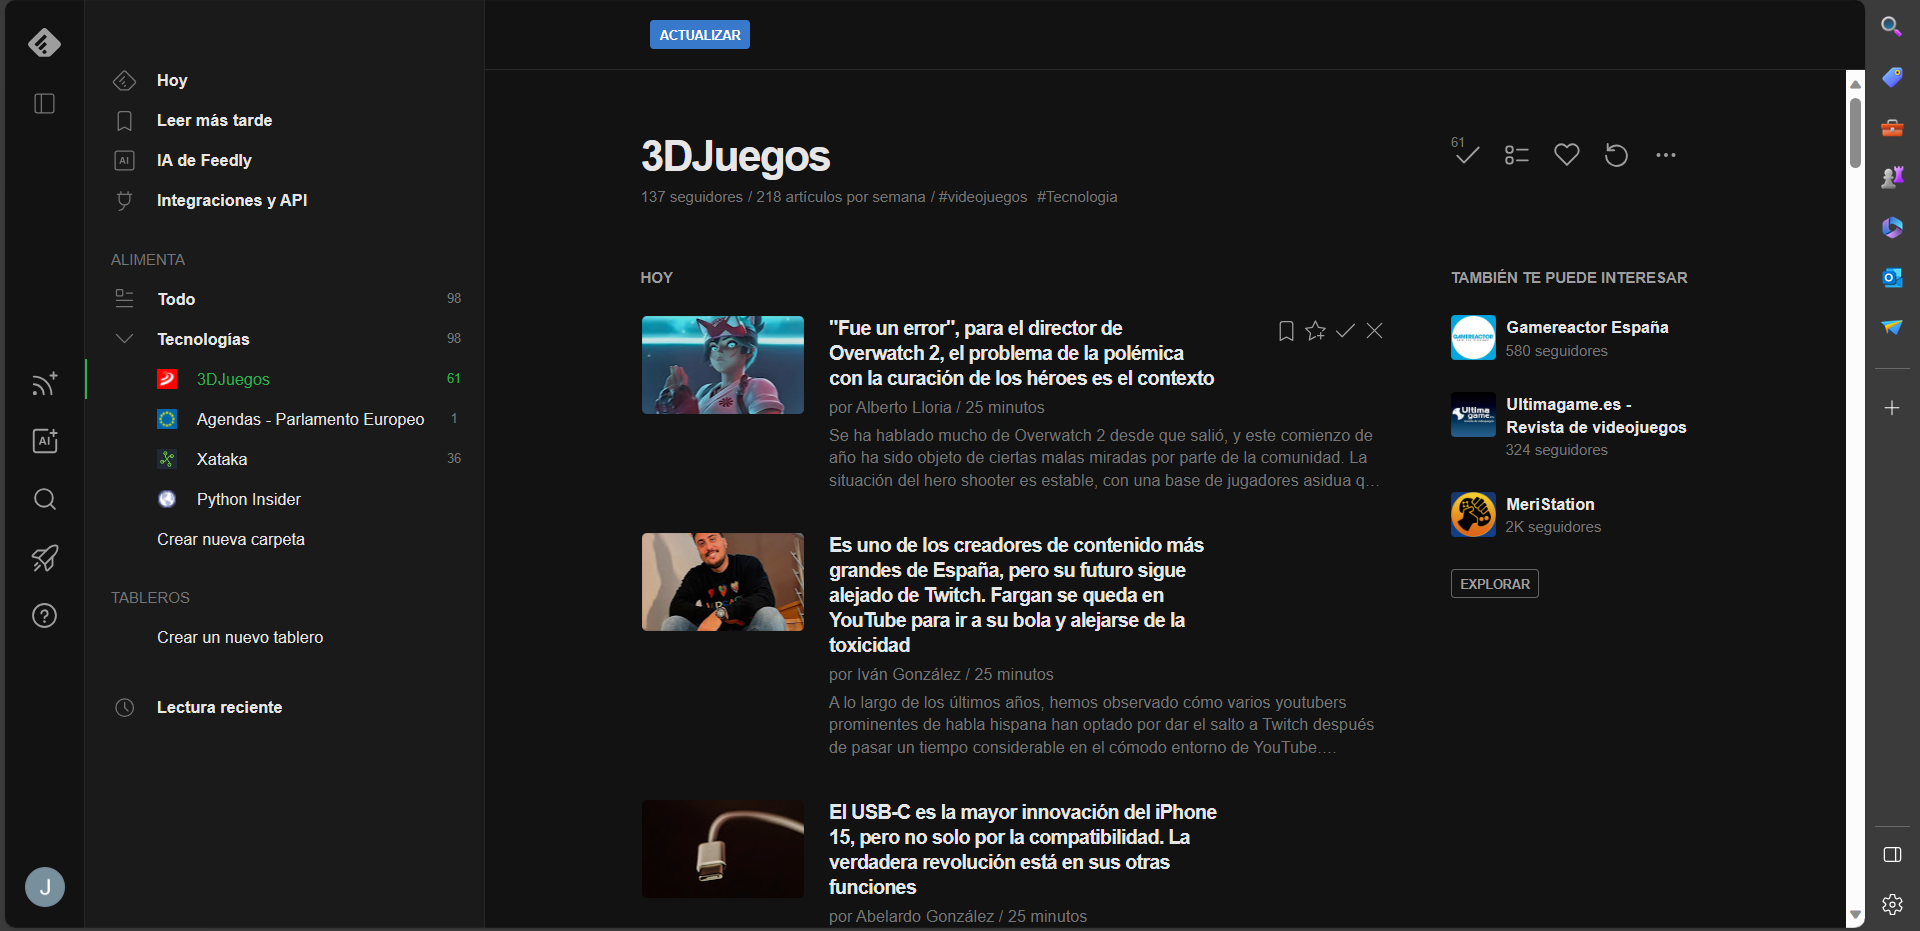 ACTUALIZAR
Hoy
Leer más tarde
AI
IA de Feedly
Integraciones y API
ALIMENTA
Todo 98
Tecnologías 98
3DJuegos 61
Agendas - Parlamento Europeo 1
Xataka 36
Python Insider
Crear nueva carpeta
TABLEROS
Crear un nuevo tablero
Lectura reciente
AI
J
3DJuegos
137 seguidores / 218 artículos por semana / #videojuegos #Tecnologia
61
HOY
"Fue un error", para el director de
Overwatch 2, el problema de la polémica
con la curación de los héroes es el contexto
por Alberto Lloria / 25 minutos
Se ha hablado mucho de Overwatch 2 desde que salió, y este comienzo de
año ha sido objeto de ciertas malas miradas por parte de la comunidad. La
situación del hero shooter es estable, con una base de jugadores asidua q...
Es uno de los creadores de contenido más
grandes de España, pero su futuro sigue
alejado de Twitch. Fargan se queda en
YouTube para ir a su bola y alejarse de la
toxicidad
por Iván González / 25 minutos
A lo largo de los últimos años, hemos observado cómo varios youtubers
prominentes de habla hispana han optado por dar el salto a Twitch después
de pasar un tiempo considerable en el cómodo entorno de YouTube....
El USB-C es la mayor innovación del iPhone
15, pero no solo por la compatibilidad. La
verdadera revolución está en sus otras
funciones
por Abelardo González / 25 minutos
TAMBIÉN TE PUEDE INTERESAR
GAMEREACTOR
Gamereactor España
580 seguidores
Ultima
game
Ultimagame.es -
Revista de videojuegos
324 seguidores
MeriStation
2K seguidores
EXPLORAR